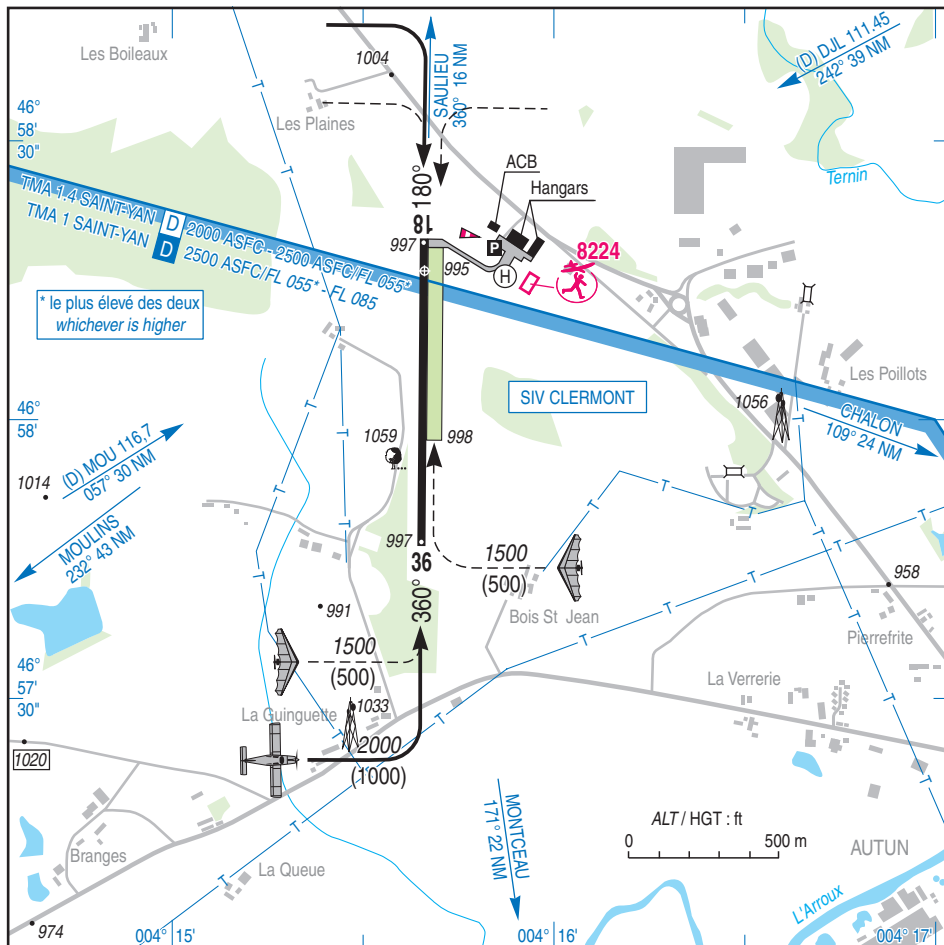 Les Boileaux
1004
Les Plaines
SAULIEU
360° 16 NM
(D) DJL 111.45
242° 39 NM
46°
58'
30"
Ternin
ACB
Hangars
180°
18
997
995
P
H
8224
TMA 1.4 SAINT-YAN D 2000 ASFC - 2500 ASFC/FL 055*
TMA 1 SAINT-YAN D 2500 ASFC/FL 055* - FL 085
* le plus élevé des deux
whichever is higher
SIV CLERMONT
Les Poillots
1056
CHALON
109° 24 NM
46°
58'
1059
998
(D) MOU 116,7
057° 30 NM
1014
MOULINS
232° 43 NM
997
36
360°
1500
(500)
Bois St Jean
958
Pierrefrite
991
46°
57'
30"
1500
(500)
La Verrerie
La Guinguette
1033
2000
(1000)
1020
MONTCEAU
171° 22 NM
ALT / HGT : ft
0 500 m
Branges
La Queue
AUTUN
L'Arroux
974
004° 15'
004° 16'
004° 17'
T T T T T T T T T T T T T T T T T T T T T T T